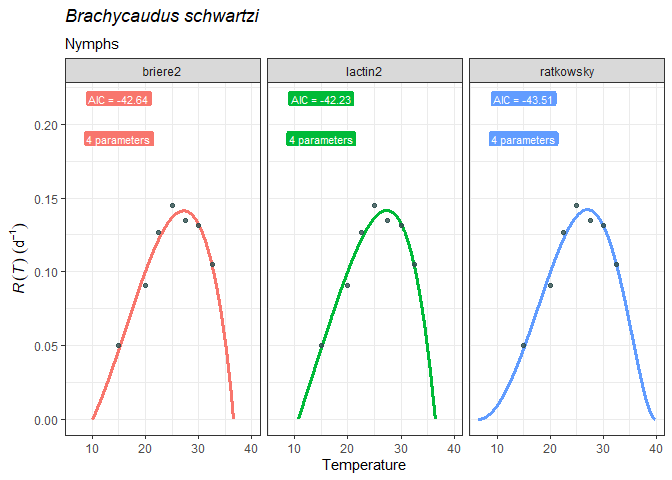 Brachycaudus schwartzi
Nymphs
briere2 lactin2 ratkowsky
AIC = -42.64 AIC = -42.23 AIC = -43.51
4 parameters 4 parameters 4 parameters
0.20
0.15
0.10
0.05
0.00
R(T) (d⁻¹)
10 20 30 40 10 20 30 40 10 20 30 40
Temperature